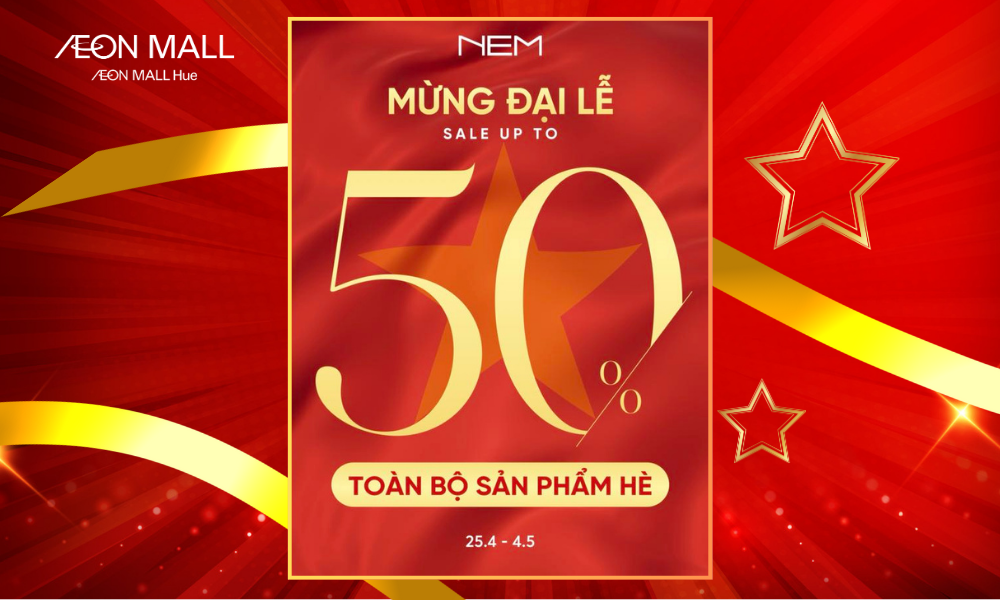 ÆON MALL
ÆON MALL Hue
NEM
MỪNG ĐẠI LỄ
SALE UP TO
50%
TOÀN BỘ SẢN PHẨM HÈ
25.4 - 4.5